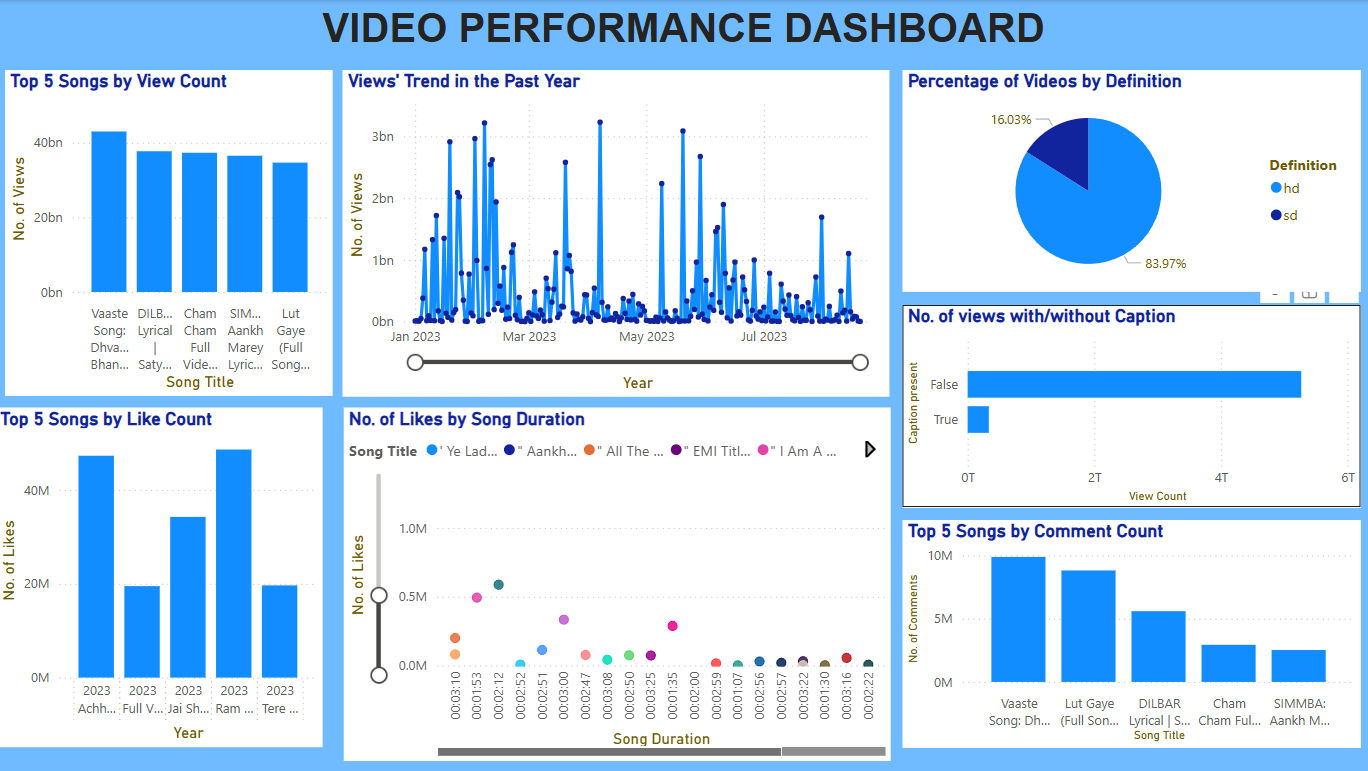 VIDEO PERFORMANCE DASHBOARD
Top 5 Songs by View Count
No. of Views
40bn
20bn
0bn
Vaaste Song: Dhva... Bhan...
DILB... Lyrical | Saty...
Cham Cham Full Vide...
SIM... Aankh Marey Lyric...
Lut Gaye (Full Song...
Song Title
Views' Trend in the Past Year
No. of Views
3bn
2bn
1bn
0bn
Jan 2023 Mar 2023 May 2023 Jul 2023
Year
Percentage of Videos by Definition
16.03%
83.97%
Definition
hd
sd
No. of views with/without Caption
Caption present
False
True
0T 2T 4T 6T
View Count
Top 5 Songs by Like Count
No. of Likes
40M
20M
0M
2023 2023 2023 2023 2023
Achh... Full V... Jai Sh... Ram ... Tere ...
Year
No. of Likes by Song Duration
Song Title ' Ye Lad... " Aankh... " All The ... " EMI Titl... " I Am A ...
No. of Likes
1.0M
0.5M
0.0M
00:03:10 00:01:53 00:02:12 00:02:52 00:02:51 00:03:00 00:02:47 00:03:08 00:02:50 00:03:25 00:01:35 00:02:00 00:02:59 00:01:07 00:02:56 00:02:57 00:03:22 00:01:30 00:03:16 00:02:22
Song Duration
Top 5 Songs by Comment Count
No. of Comments
10M
5M
0M
Vaaste Lut Gaye DILBAR Cham SIMMBA:
Song: Dh... (Full Son... Lyrical | S... Cham Ful... Aankh M...
Song Title